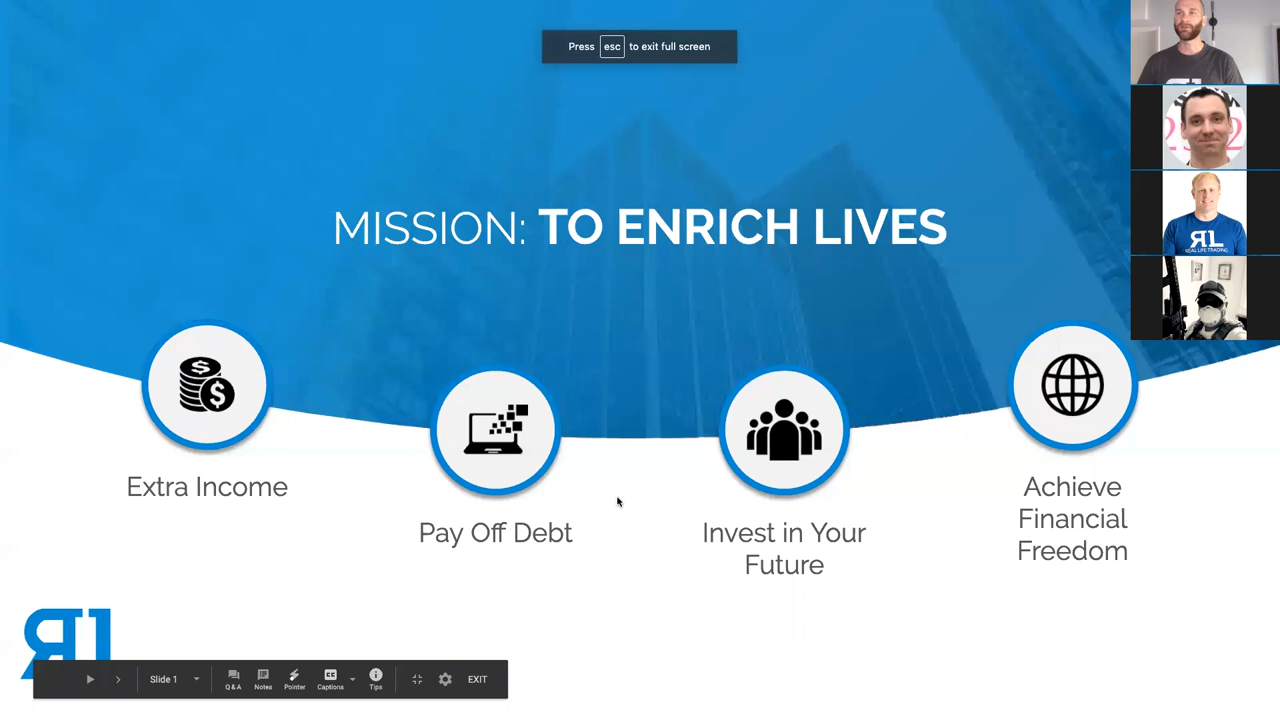 Press esc to exit full screen
MISSION: TO ENRICH LIVES
REAL LIFE TRADING
Extra Income
Pay Off Debt
Invest in Your
Future
Achieve
Financial
Freedom
Slide 1
Q&A
Notes
Pointer
CC
Captions
Tips
EXIT